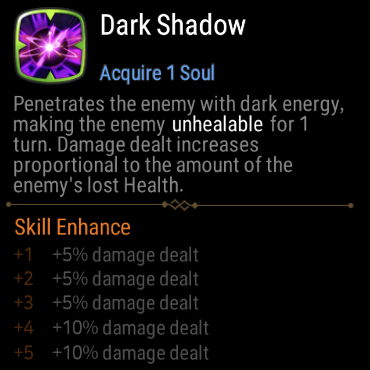 Dark Shadow
Acquire 1 Soul
Penetrates the enemy with dark energy,
making the enemy unhealable for 1
turn. Damage dealt increases
proportional to the amount of the
enemy's lost Health.
Skill Enhance
+1 +5% damage dealt
+2 +5% damage dealt
+3 +5% damage dealt
+4 +10% damage dealt
+5 +10% damage dealt